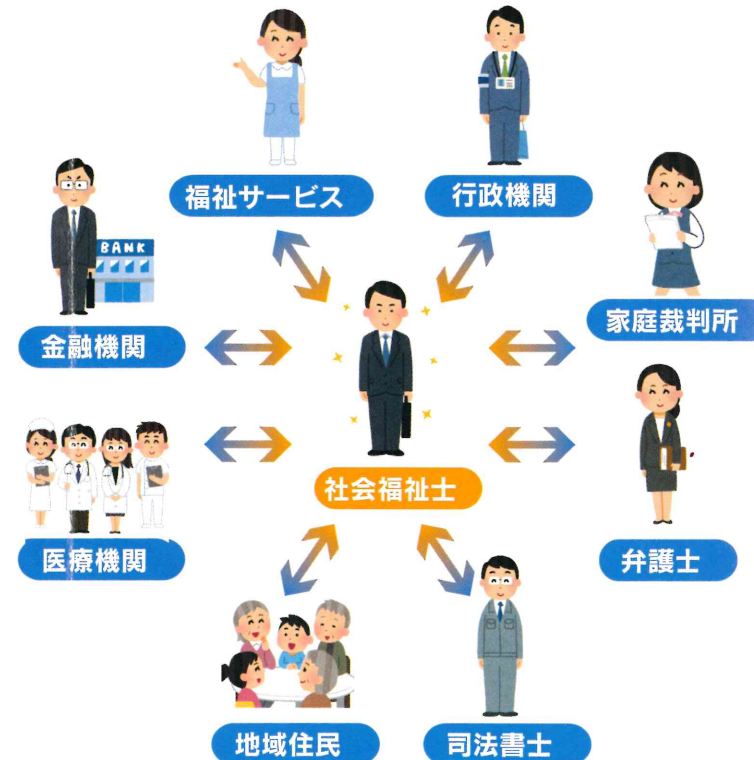 福祉サービス
行政機関
BANK
金融機関
家庭裁判所
社会福祉士
医療機関
弁護士
地域住民
司法書士